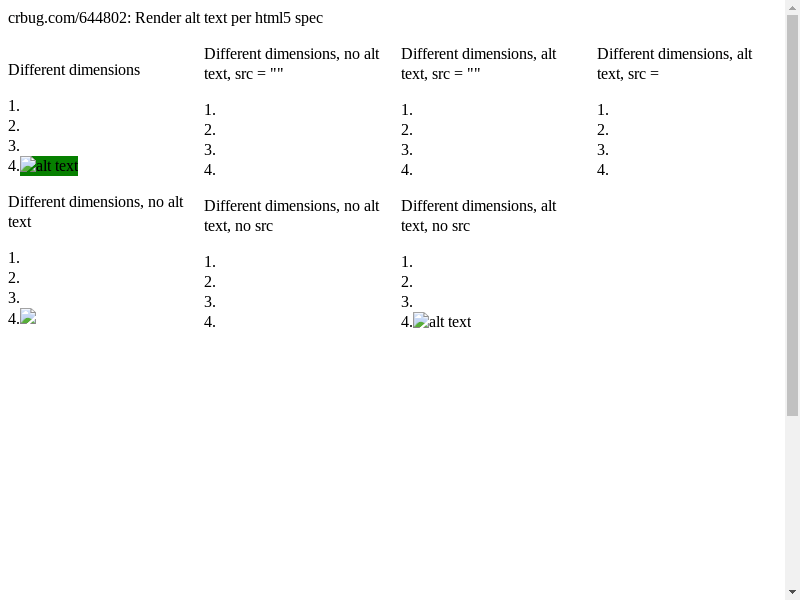 crbug.com/644802: Render alt text per html5 spec
Different dimensions
1.
2.
3.
4.alt text
Different dimensions, no alt
text
1.
2.
3.
4.
Different dimensions, no alt
text, src = ""
1.
2.
3.
4.
Different dimensions, no alt
text, no src
1.
2.
3.
4.
Different dimensions, alt
text, src = ""
1.
2.
3.
4.
Different dimensions, alt
text, no src
1.
2.
3.
4.alt text
Different dimensions, alt
text, src =
1.
2.
3.
4.